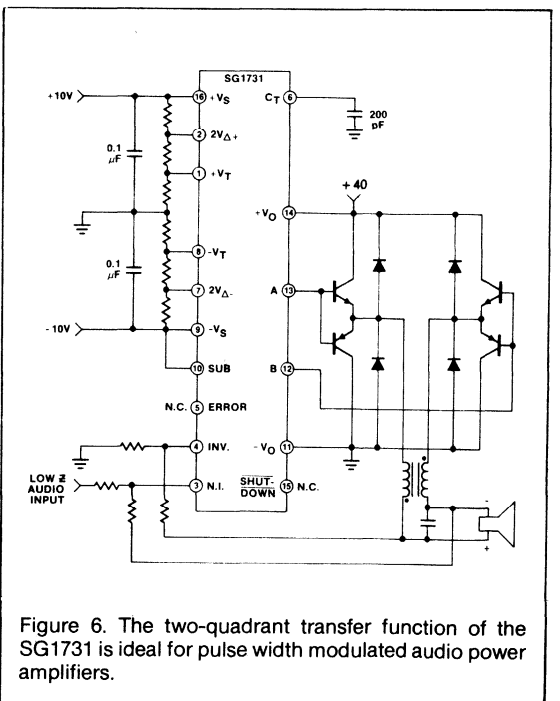 SG1731
+10V
16 +VS
CT 6
200
pF
2 2VΔ+
0.1
µF
1 +VT
+40
+VO 14
8 -VT
0.1
µF
A 13
7 2VΔ-
-10V
9 -VS
10 SUB
B 12
N.C. 5 ERROR
4 INV.
-VO 11
LOW Z
AUDIO
INPUT
3 N.I.
SHUT-
DOWN
15 N.C.
-
+
Figure 6. The two-quadrant transfer function of the
SG1731 is ideal for pulse width modulated audio power
amplifiers.